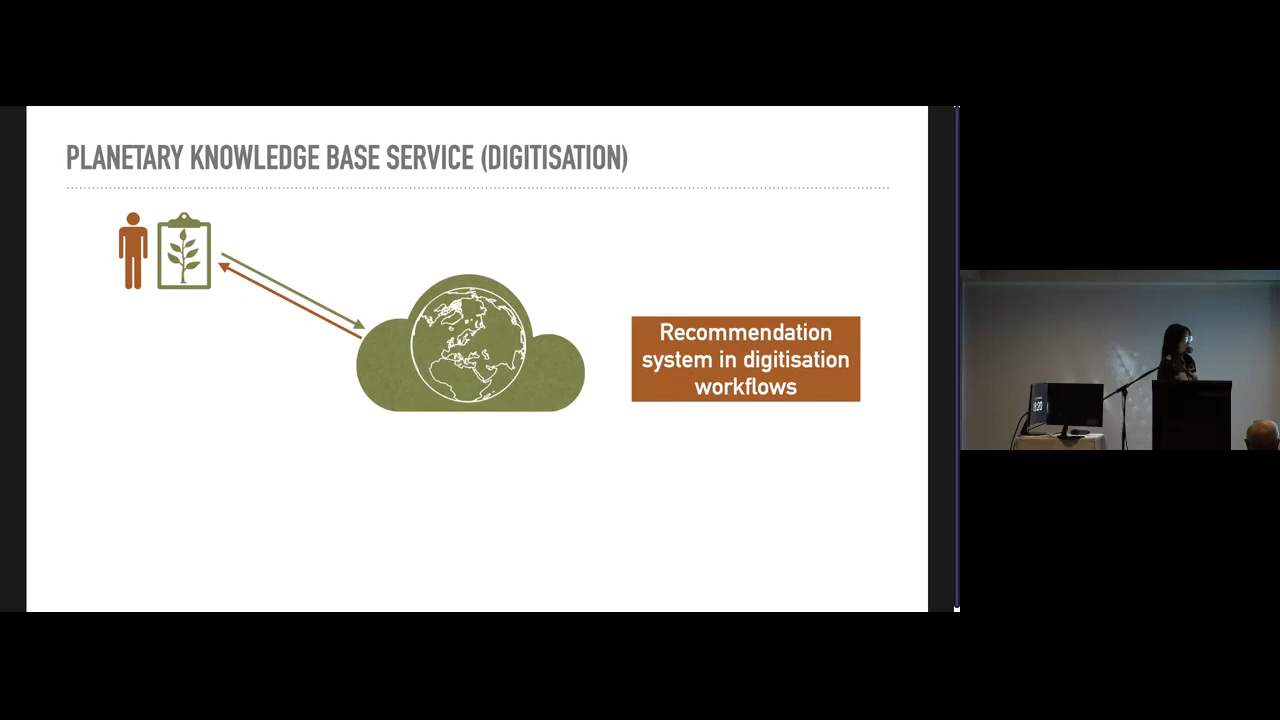 PLANETARY KNOWLEDGE BASE SERVICE (DIGITISATION)
Recommendation
system in digitisation
workflows